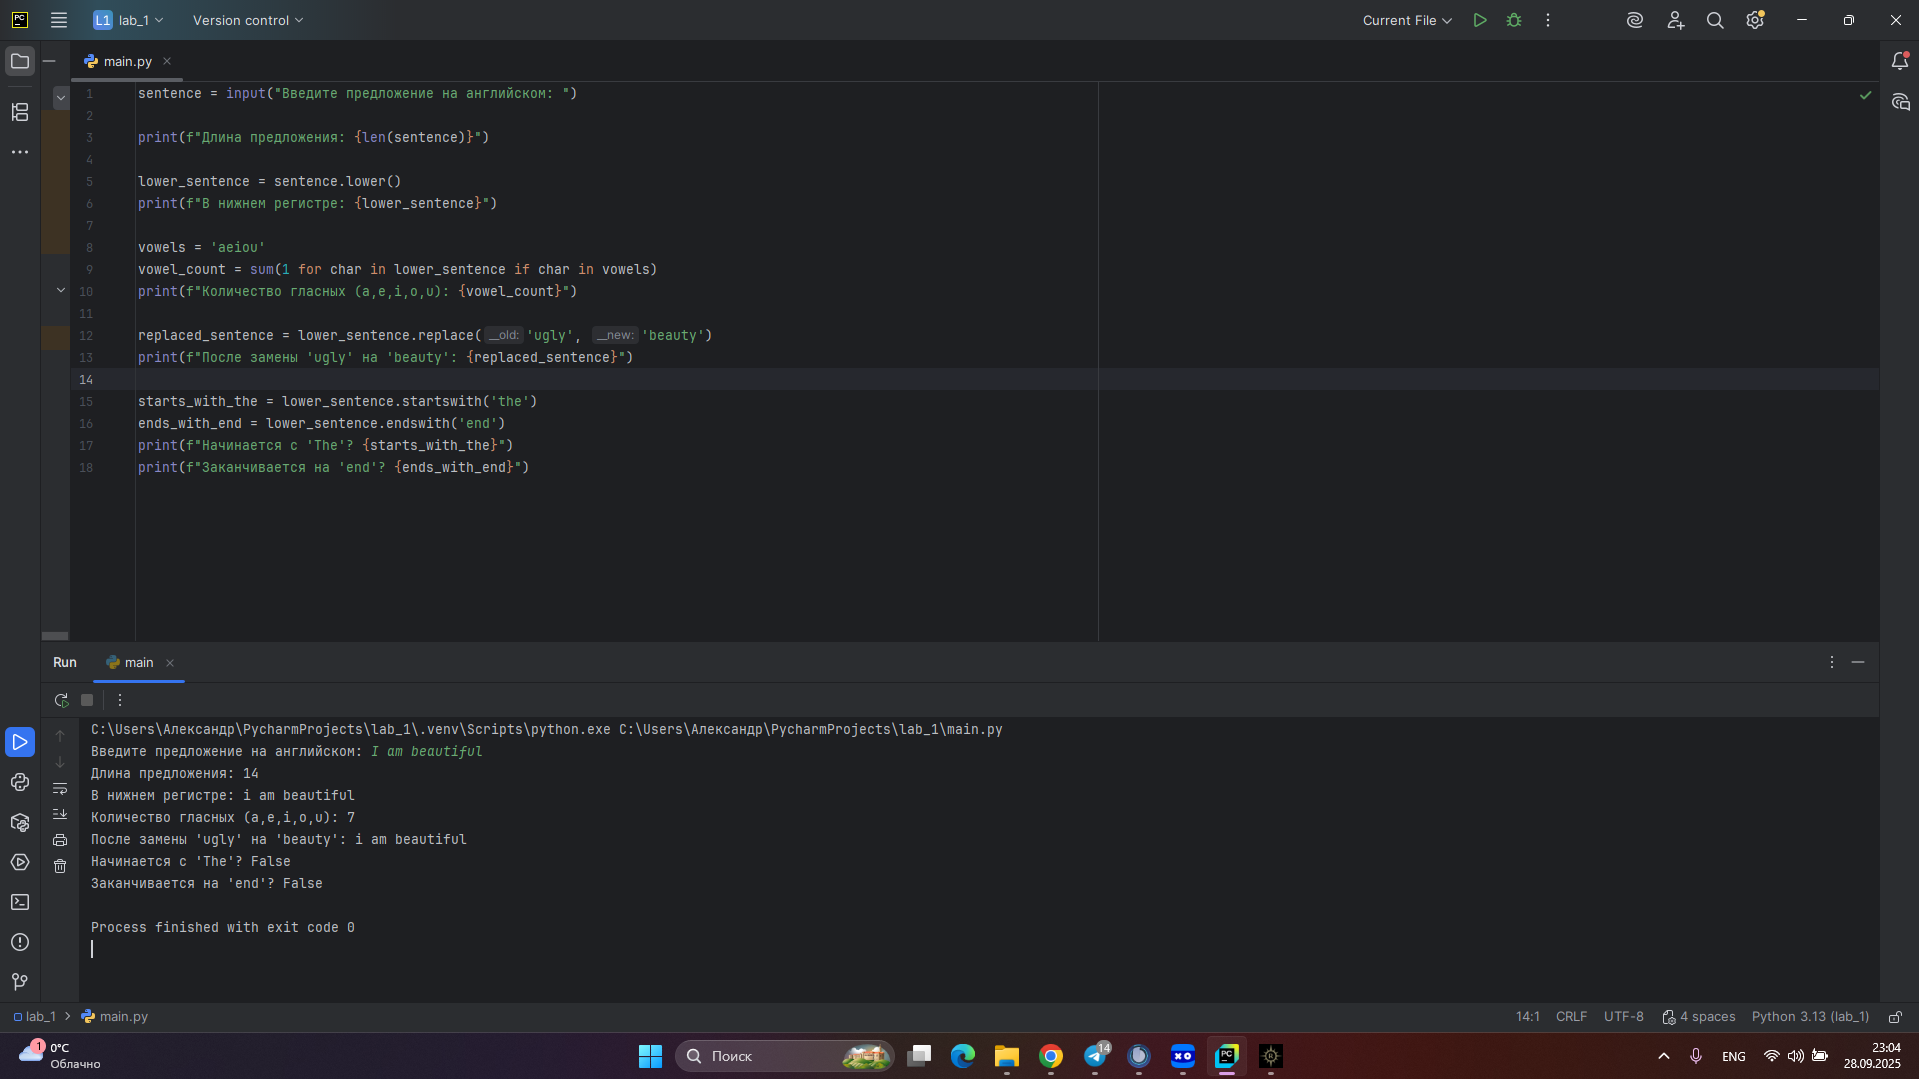 PC
L1 lab_1
Version control
Current File
main.py
1 sentence = input("Введите предложение на английском: ")
2
3 print(f"Длина предложения: {len(sentence)}")
4
5 lower_sentence = sentence.lower()
6 print(f"В нижнем регистре: {lower_sentence}")
7
8 vowels = 'aeiou'
9 vowel_count = sum(1 for char in lower_sentence if char in vowels)
10 print(f"Количество гласных (a,e,i,o,u): {vowel_count}")
11
12 replaced_sentence = lower_sentence.replace( __old: 'ugly', __new: 'beauty')
13 print(f"После замены 'ugly' на 'beauty': {replaced_sentence}")
14
15 starts_with_the = lower_sentence.startswith('the')
16 ends_with_end = lower_sentence.endswith('end')
17 print(f"Начинается с 'The'? {starts_with_the}")
18 print(f"Заканчивается на 'end'? {ends_with_end}")
Run main
C:\Users\Александр\PycharmProjects\lab_1\.venv\Scripts\python.exe C:\Users\Александр\PycharmProjects\lab_1\main.py
Введите предложение на английском: I am beautiful
Длина предложения: 14
В нижнем регистре: i am beautiful
Количество гласных (a,e,i,o,u): 7
После замены 'ugly' на 'beauty': i am beautiful
Начинается с 'The'? False
Заканчивается на 'end'? False
Process finished with exit code 0
lab_1 > main.py
14:1 CRLF UTF-8 4 spaces Python 3.13 (lab_1)
1
0°C
Облачно
Поиск
14
XO
PC
ENG
23:04
28.09.2025